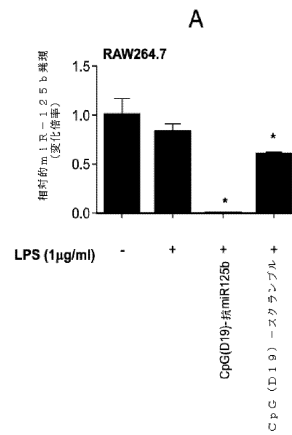 A
RAW264.7
相対的miR-125b発現
(変化倍率)
1.5
1.0
0.5
0.0
*
*
LPS (1μg/ml)
-
+
+
+
CpG(D19)-抗miR125b
CpG(D19)-スクランブル